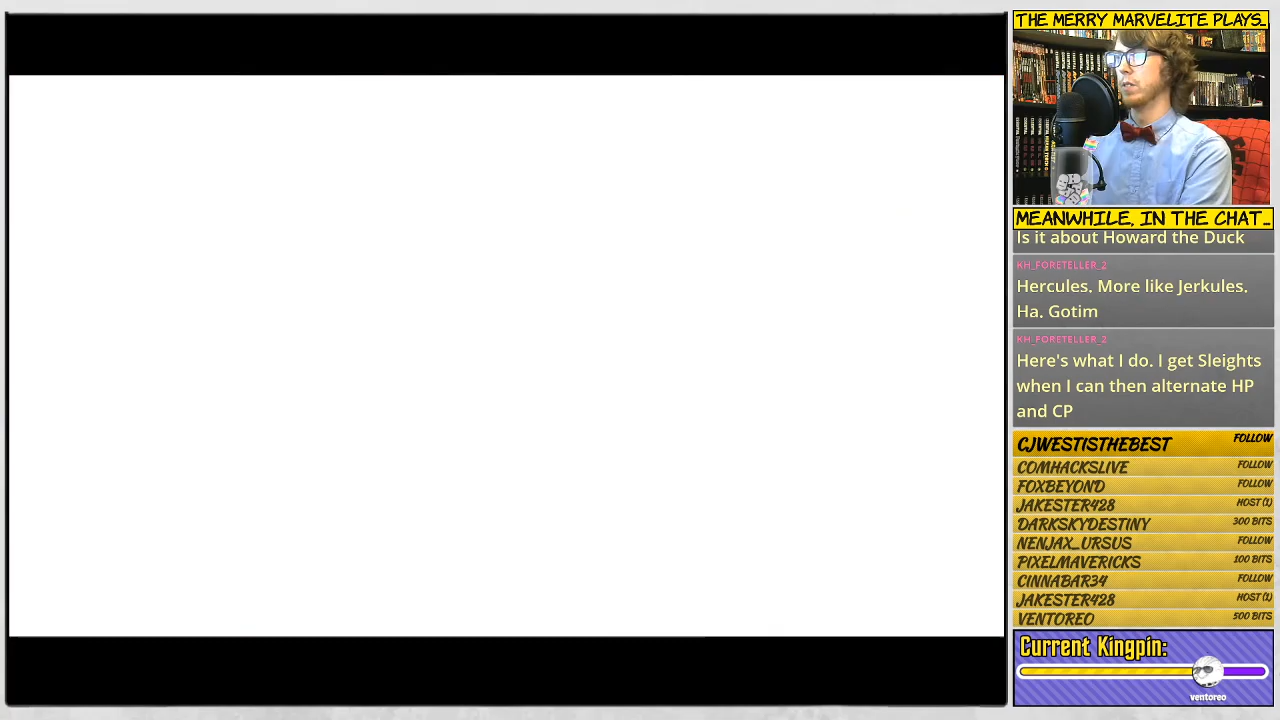 THE MERRY MARVELITE PLAYS...
MEANWHILE, IN THE CHAT...
Is it about Howard the Duck
KH_FORETELLER_2
Hercules. More like Jerkules.
Ha. Gotim
KH_FORETELLER_2
Here's what I do. I get Sleights
when I can then alternate HP
and CP
CJWESTISTHEBEST FOLLOW
COMHACKSLIVE FOLLOW
FOXBEYOND FOLLOW
JAKESTER428 HOST (1)
DARKSKYDESTINY 300 BITS
NENJAX_URSUS FOLLOW
PIXELMAVERICKS 100 BITS
CINNABAR34 FOLLOW
JAKESTER428 HOST (1)
VENTOREO 500 BITS
Current Kingpin:
ventoreo